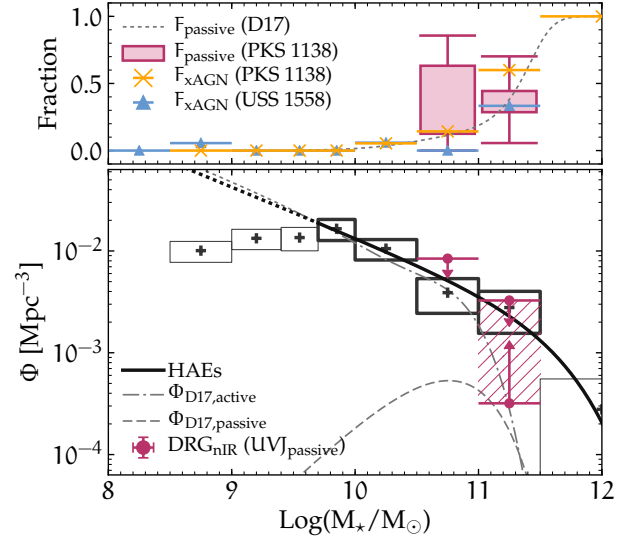 1.0
0.5
0.0
Fraction
F_passive (D17)
F_passive (PKS 1138)
F_xAGN (PKS 1138)
F_xAGN (USS 1558)
10⁻²
10⁻³
10⁻⁴
Φ [Mpc⁻³]
HAEs
Φ_D17,active
Φ_D17,passive
DRG_nIR (UVJ_passive)
8 9 10 11 12
Log(M⋆/M⊙)